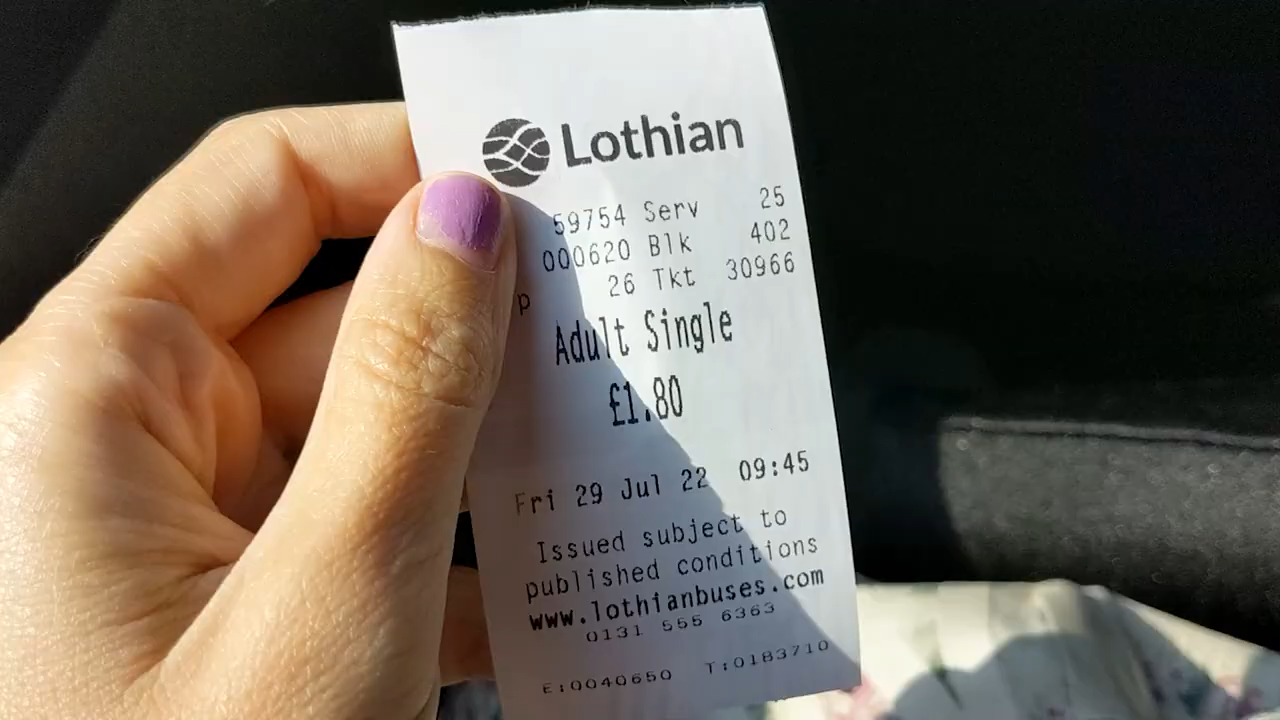 Lothian
59754 Serv 25
000620 Blk 402
p 26 Tkt 30966
Adult Single
£1.80
Fri 29 Jul 22 09:45
Issued subject to
published conditions
www.lothianbuses.com
0131 555 6363
E:0040650 T:0183710